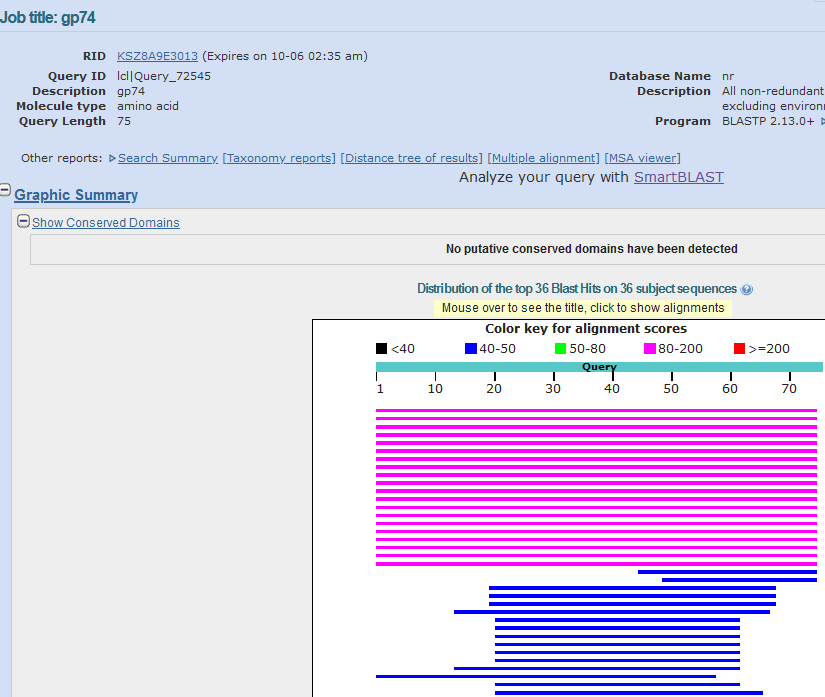 Job title: gp74
RID KSZ8A9E3013 (Expires on 10-06 02:35 am)
Query ID lcl|Query_72545 Database Name nr
Description gp74 Description All non-redundant
Molecule type amino acid excluding environ
Query Length 75 Program BLASTP 2.13.0+
Other reports: Search Summary [Taxonomy reports] [Distance tree of results] [Multiple alignment] [MSA viewer]
Analyze your query with SmartBLAST
Graphic Summary
Show Conserved Domains
No putative conserved domains have been detected
Distribution of the top 36 Blast Hits on 36 subject sequences
Mouse over to see the title, click to show alignments
Color key for alignment scores
<40 40-50 50-80 80-200 >=200
Query
1 10 20 30 40 50 60 70